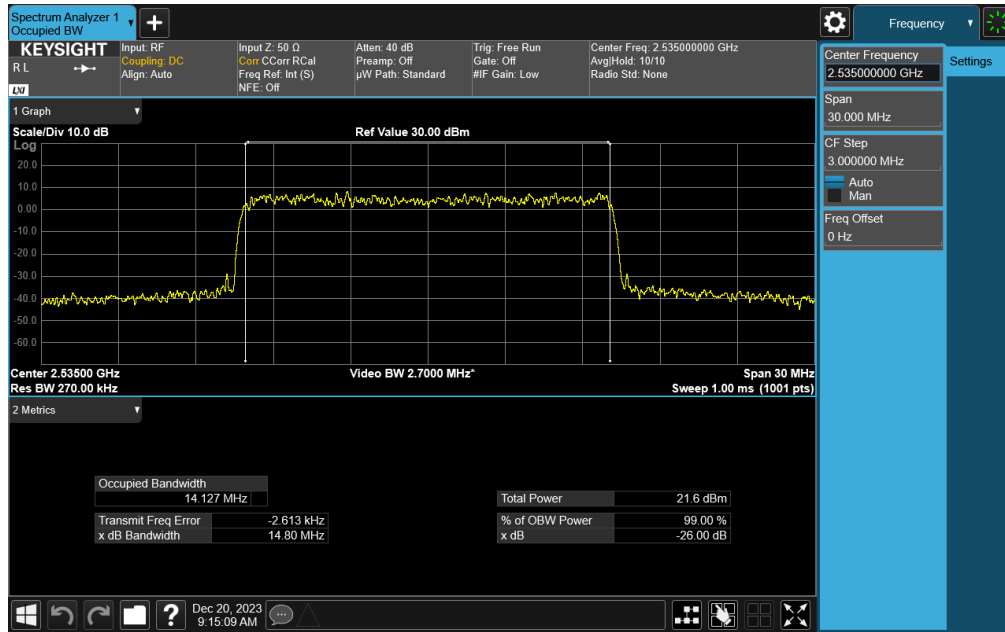 Spectrum Analyzer 1
Occupied BW
Frequency
KEYSIGHT
R L
LXI
Input: RF
Coupling: DC
Align: Auto
Input Z: 50 Ω
Corr CCorr RCal
Freq Ref: Int (S)
NFE: Off
Atten: 40 dB
Preamp: Off
µW Path: Standard
Trig: Free Run
Gate: Off
#IF Gain: Low
Center Freq: 2.535000000 GHz
Avg|Hold: 10/10
Radio Std: None
Center Frequency
2.535000000 GHz
Settings
Span
30.000 MHz
CF Step
3.000000 MHz
Auto
Man
Freq Offset
0 Hz
1 Graph
Scale/Div 10.0 dB
Ref Value 30.00 dBm
Log
20.0
10.0
0.00
-10.0
-20.0
-30.0
-40.0
-50.0
-60.0
Center 2.53500 GHz
Video BW 2.7000 MHz*
Span 30 MHz
Res BW 270.00 kHz
Sweep 1.00 ms (1001 pts)
2 Metrics
Occupied Bandwidth
14.127 MHz
Total Power 21.6 dBm
Transmit Freq Error -2.613 kHz
% of OBW Power 99.00 %
x dB Bandwidth 14.80 MHz
x dB -26.00 dB
?
Dec 20, 2023
9:15:09 AM